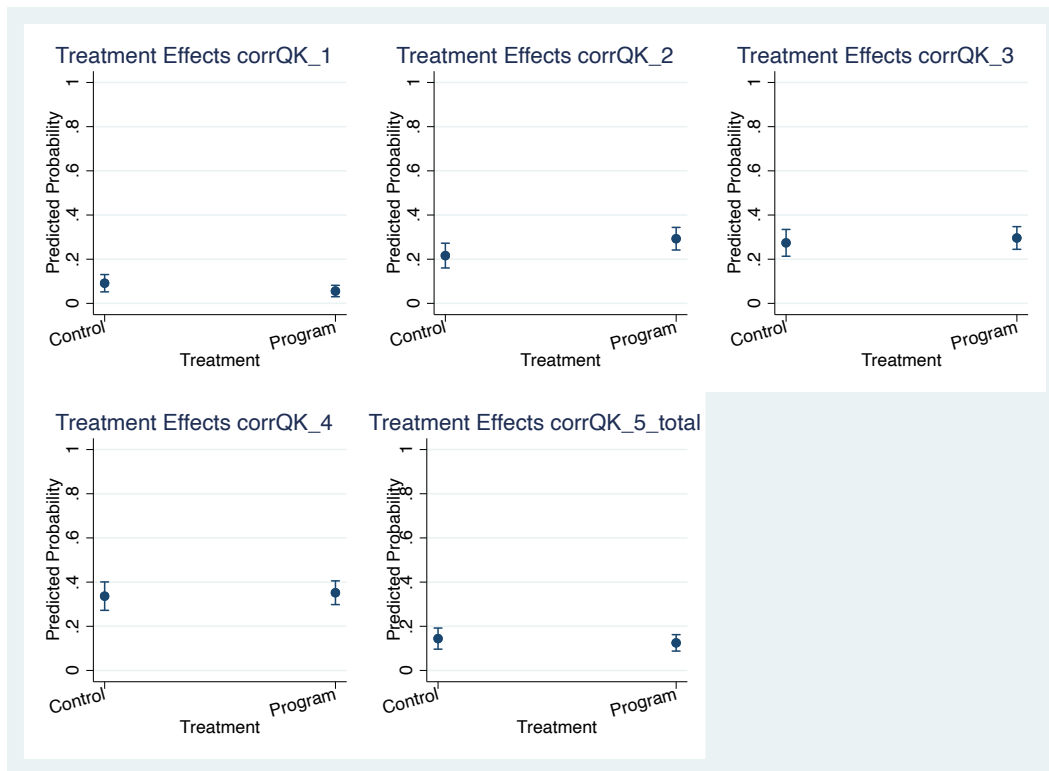 Treatment Effects corrQK_1
Predicted Probability
1
.8
.6
.4
.2
0
Control
Program
Treatment
Treatment Effects corrQK_2
Predicted Probability
1
.8
.6
.4
.2
0
Control
Program
Treatment
Treatment Effects corrQK_3
Predicted Probability
1
.8
.6
.4
.2
0
Control
Program
Treatment
Treatment Effects corrQK_4
Predicted Probability
1
.8
.6
.4
.2
0
Control
Program
Treatment
Treatment Effects corrQK_5_total
Predicted Probability
1
.8
.6
.4
.2
0
Control
Program
Treatment